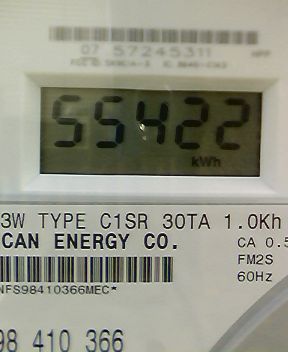 07 57245311
55422
kWh
3W TYPE C1SR 30TA 1.0Kh
CAN ENERGY CO.
CA 0.5
FM2S
60Hz
NFS98410366MEC*
98 410 366